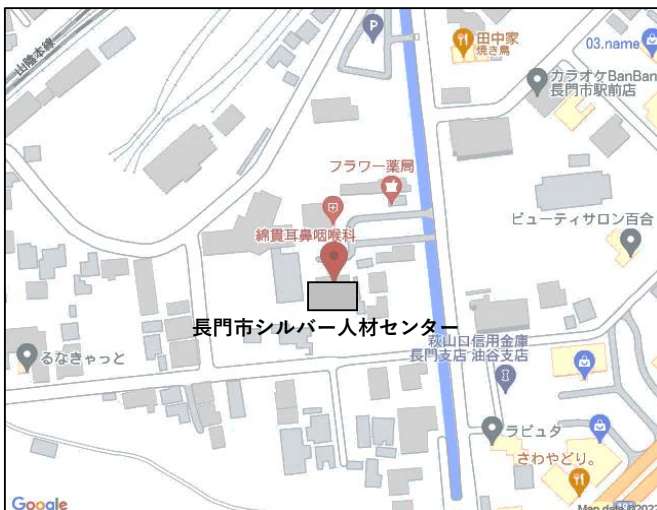 山陰本線
P
田中家
焼き鳥
03.name
カラオケBanBan
長門市駅前店
フラワー薬局
綿貫耳鼻咽喉科
ビューティサロン百合
長門市シルバー人材センター
萩山口信用金庫
長門支店 油谷支店
るなきゃっと
ラピュタ
さわやどり。
Google
Map data ©2022